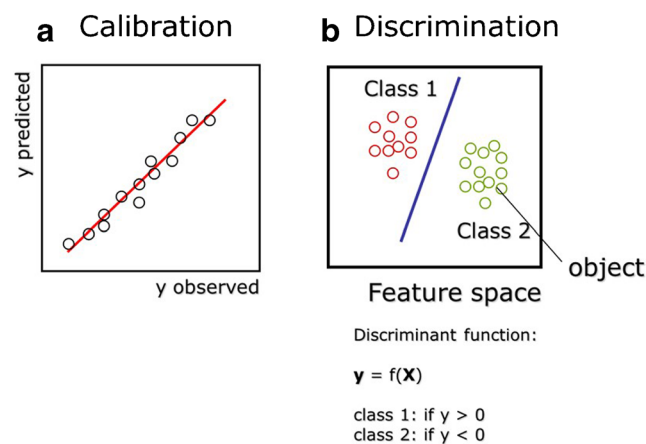 a Calibration
y predicted
y observed
b Discrimination
Class 1
Class 2
object
Feature space
Discriminant function:
y = f(X)
class 1: if y > 0
class 2: if y < 0